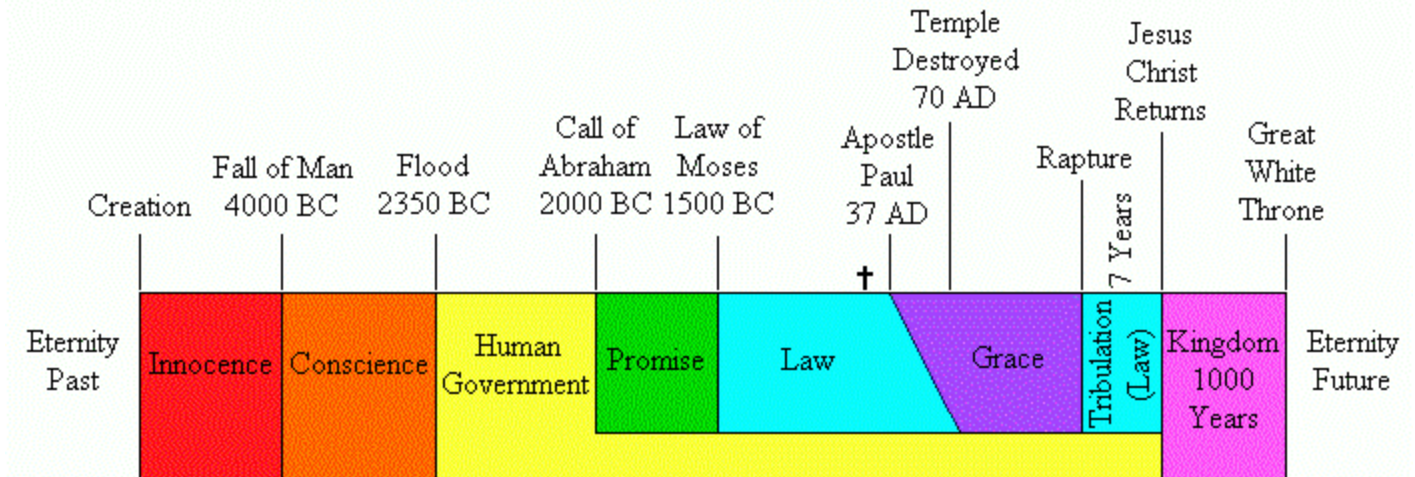 Temple
Destroyed
70 AD
Jesus
Christ
Returns
Call of
Abraham
2000 BC
Law of
Moses
1500 BC
Apostle
Paul
37 AD
Great
White
Throne
Fall of Man
4000 BC
Flood
2350 BC
Rapture
7 Years
Creation
Eternity
Past
Innocence
Conscience
Human
Government
Promise
Law
Grace
Tribulation
(Law)
Kingdom
1000
Years
Eternity
Future